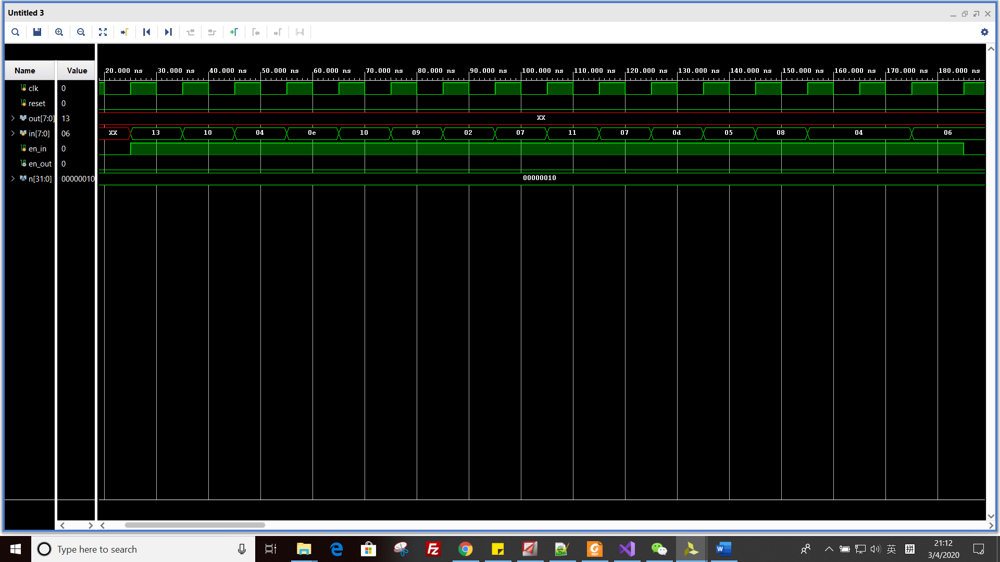 Untitled 3
Name Value
20.000 ns 30.000 ns 40.000 ns 50.000 ns 60.000 ns 70.000 ns 80.000 ns 90.000 ns 100.000 ns 110.000 ns 120.000 ns 130.000 ns 140.000 ns 150.000 ns 160.000 ns 170.000 ns 180.000 ns
clk 0
reset 0
out[7:0] 13 XX
in[7:0] 06 XX 13 10 04 0e 10 09 02 07 11 07 0d 05 08 04 06
en_in 0
en_out 0
n[31:0] 00000010 00000010
Type here to search
Fz
PDF
W
英
拼
21:12
3/4/2020